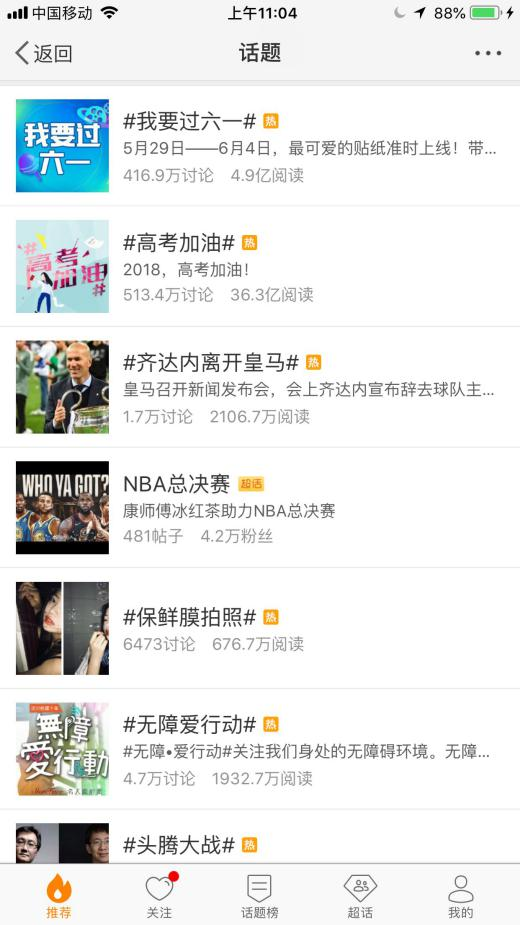 中国移动
上午11:04
88%
返回
话题
我要过
六一
#我要过六一#
热
5月29日——6月4日，最可爱的贴纸准时上线！带...
416.9万讨论 4.9亿阅读
#高考
加油#
#高考加油#
热
2018，高考加油！
513.4万讨论 36.3亿阅读
#齐达内离开皇马#
热
皇马召开新闻发布会，会上齐达内宣布辞去球队主...
1.7万讨论 2106.7万阅读
WHO YA GOT?
NBA总决赛
超话
康师傅冰红茶助力NBA总决赛
481帖子 4.2万粉丝
#保鲜膜拍照#
热
6473讨论 676.7万阅读
無障
愛行動
#无障爱行动#
热
#无障•爱行动#关注我们身处的无障碍环境。无障...
4.7万讨论 1932.7万阅读
#头腾大战#
热
推荐
关注
话题榜
超话
我的